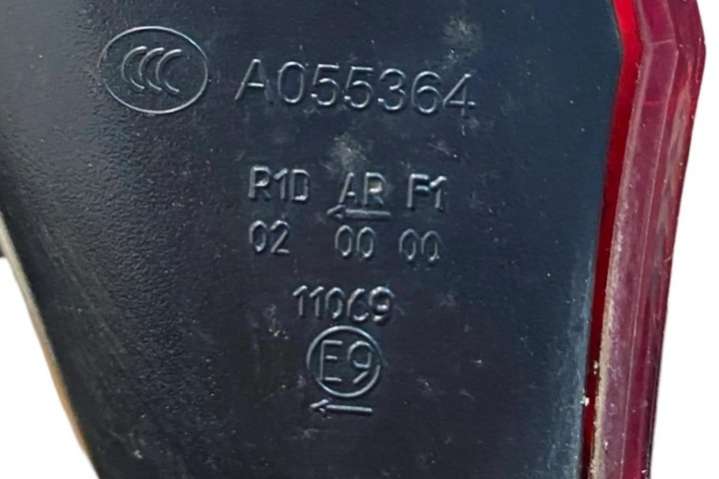 CCC A055364
R1D AR F1
←
02 00 00
11069
E9
←